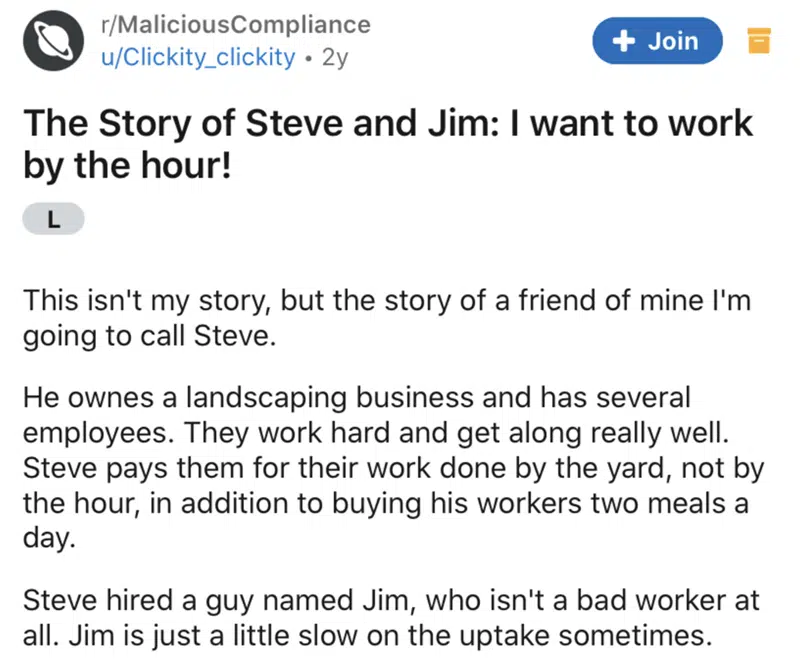 r/MaliciousCompliance
u/Clickity_clickity • 2y
+ Join
The Story of Steve and Jim: I want to work
by the hour!
L
This isn't my story, but the story of a friend of mine I'm
going to call Steve.
He ownes a landscaping business and has several
employees. They work hard and get along really well.
Steve pays them for their work done by the yard, not by
the hour, in addition to buying his workers two meals a
day.
Steve hired a guy named Jim, who isn't a bad worker at
all. Jim is just a little slow on the uptake sometimes.